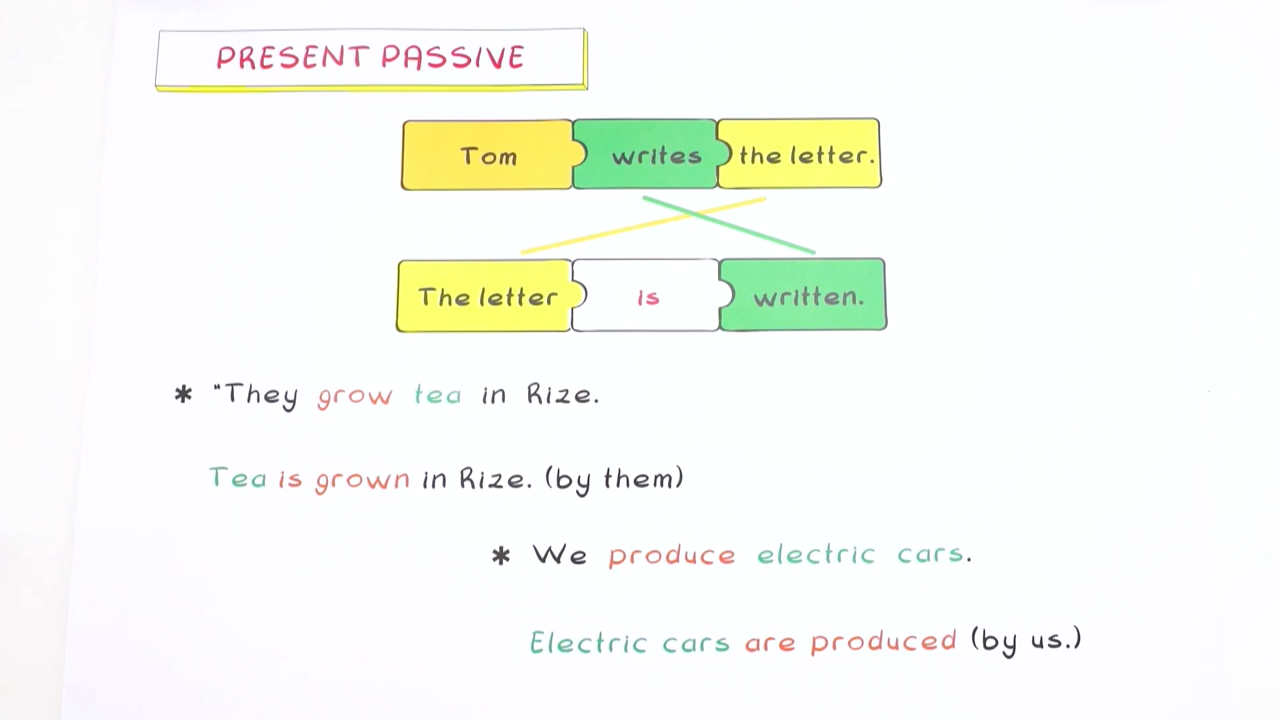 PRESENT PASSIVE
Tom writes the letter.
The letter is written.
* "They grow tea in Rize.
Tea is grown in Rize. (by them)
* We produce electric cars.
Electric cars are produced (by us.)